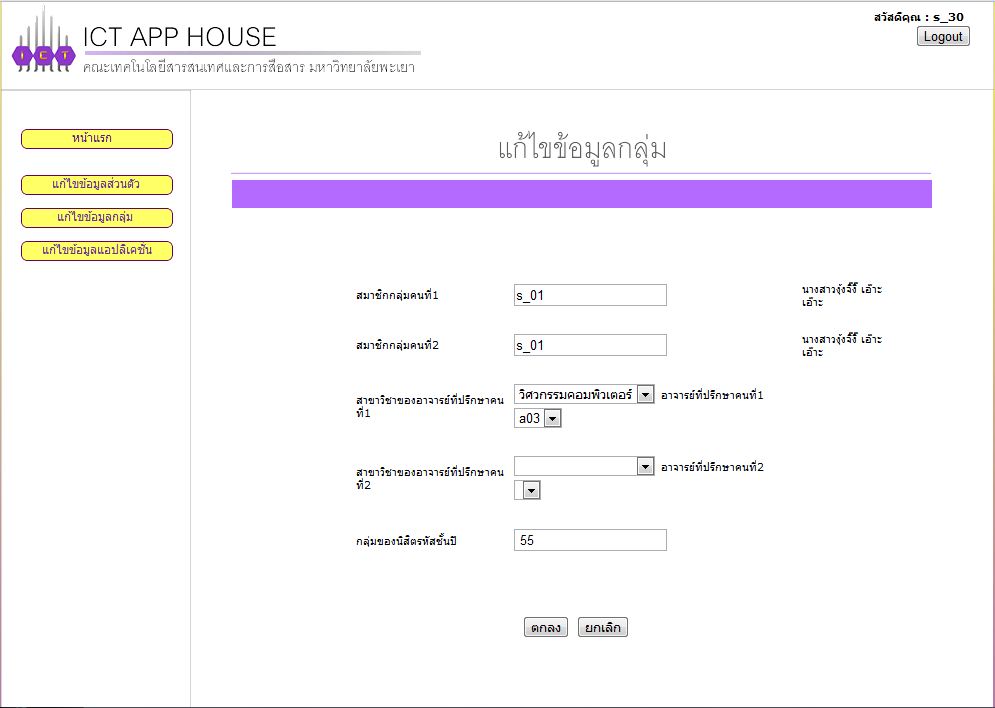 สวัสดีคุณ : s_30
Logout
ICT
ICT APP HOUSE
คณะเทคโนโลยีสารสนเทศและการสื่อสาร มหาวิทยาลัยพะเยา
หน้าแรก
แก้ไขข้อมูลส่วนตัว
แก้ไขข้อมูลกลุ่ม
แก้ไขข้อมูลแอปลิเคชั่น
แก้ไขข้อมูลกลุ่ม
สมาชิกกลุ่มคนที่1
s_01
นางสาวงุ้งงิ้งี๊ เอ๊าะ
เอ๊าะ
สมาชิกกลุ่มคนที่2
s_01
นางสาวงุ้งงิ้งี๊ เอ๊าะ
เอ๊าะ
สาขาวิชาของอาจารย์ที่ปรึกษาคน
ที่1
วิศวกรรมคอมพิวเตอร์
อาจารย์ที่ปรึกษาคนที่1
a03
สาขาวิชาของอาจารย์ที่ปรึกษาคน
ที่2
อาจารย์ที่ปรึกษาคนที่2
กลุ่มของนิสิตรหัสชั้นปี
55
ตกลง
ยกเลิก